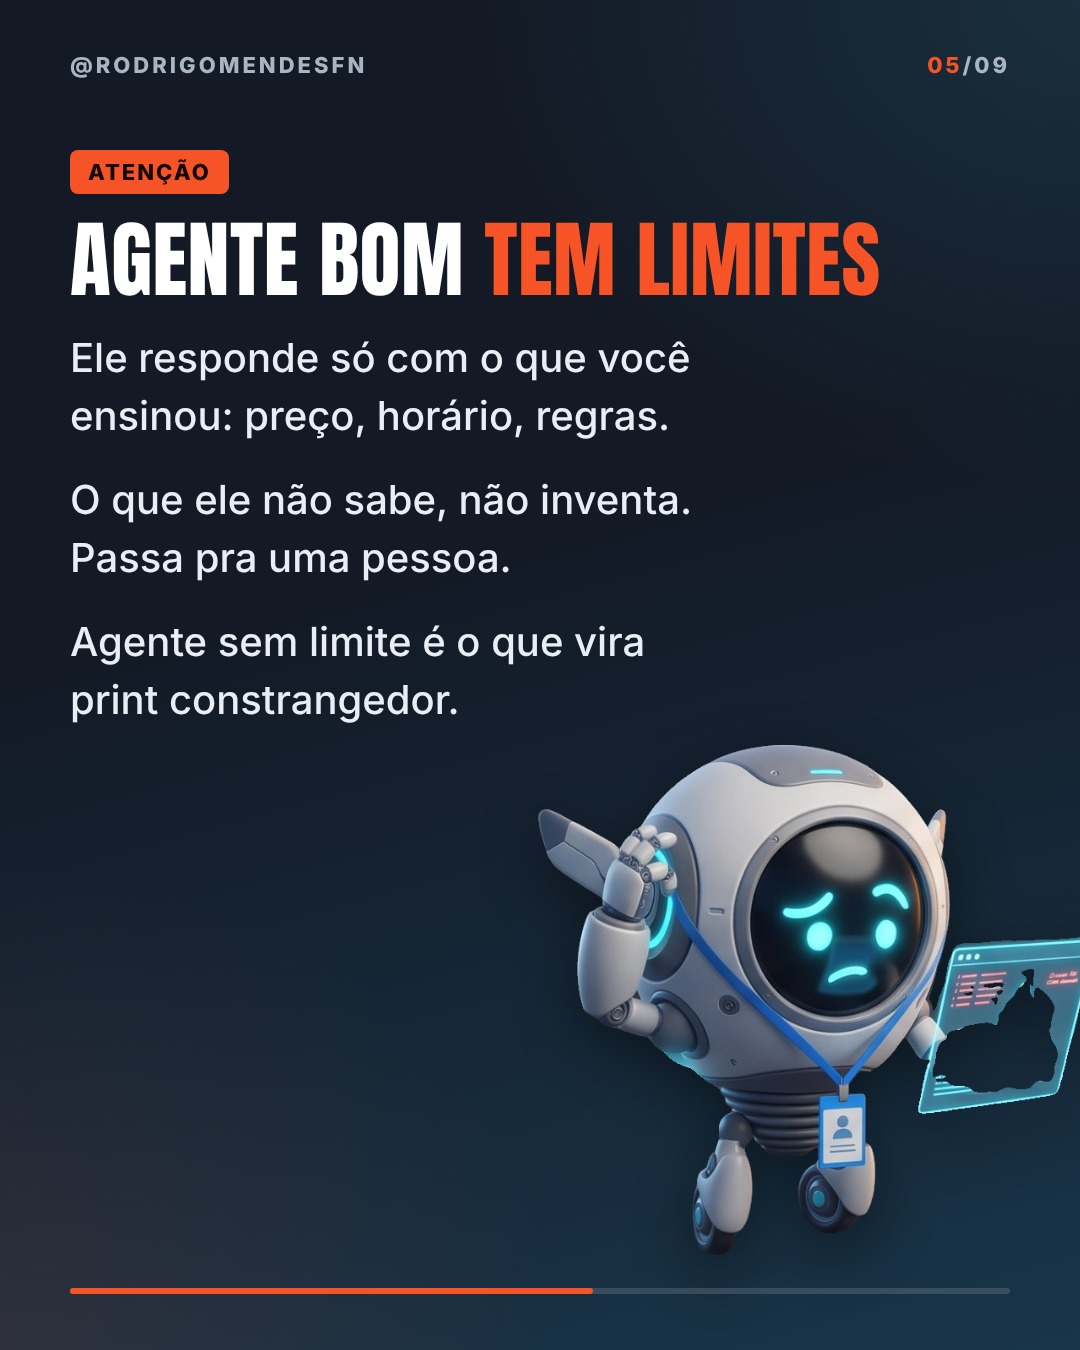 @RODRIGOMENDESFN
05/09
ATENÇÃO
AGENTE BOM TEM LIMITES
Ele responde só com o que você
ensinou: preço, horário, regras.
O que ele não sabe, não inventa.
Passa pra uma pessoa.
Agente sem limite é o que vira
print constrangedor.